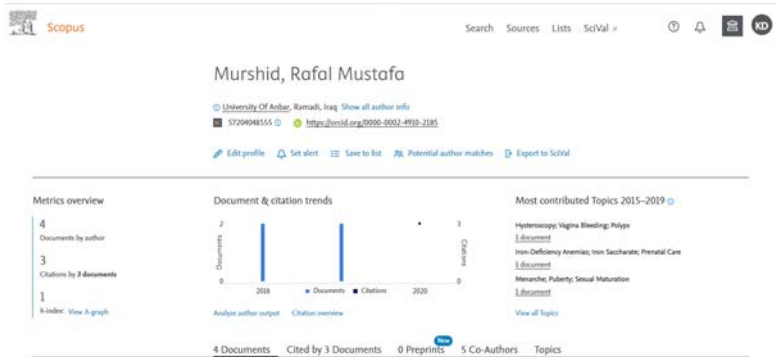 Scopus
Search Sources Lists SciVal
KD
Murshid, Rafal Mustafa
University Of Anbar, Ramadi, Iraq Show all author info
57204048555 https://orcid.org/0000-0002-4910-2185
Edit profile Set alert Save to list Potential author matches Export to SciVal
Metrics overview
4
Documents by author
3
Citations by 3 documents
1
h-index: View h-graph
Document & citation trends
2
0
Documents
2018
Documents Citations
2020
3
0
Citations
Analyze author output Citation overview
Most contributed Topics 2015–2019
Hysteroscopy; Vagina Bleeding; Polyps
1 document
Iron-Deficiency Anemias; Iron Saccharate; Prenatal Care
1 document
Menarche; Puberty; Sexual Maturation
1 document
View all Topics
New
4 Documents Cited by 3 Documents 0 Preprints 5 Co-Authors Topics